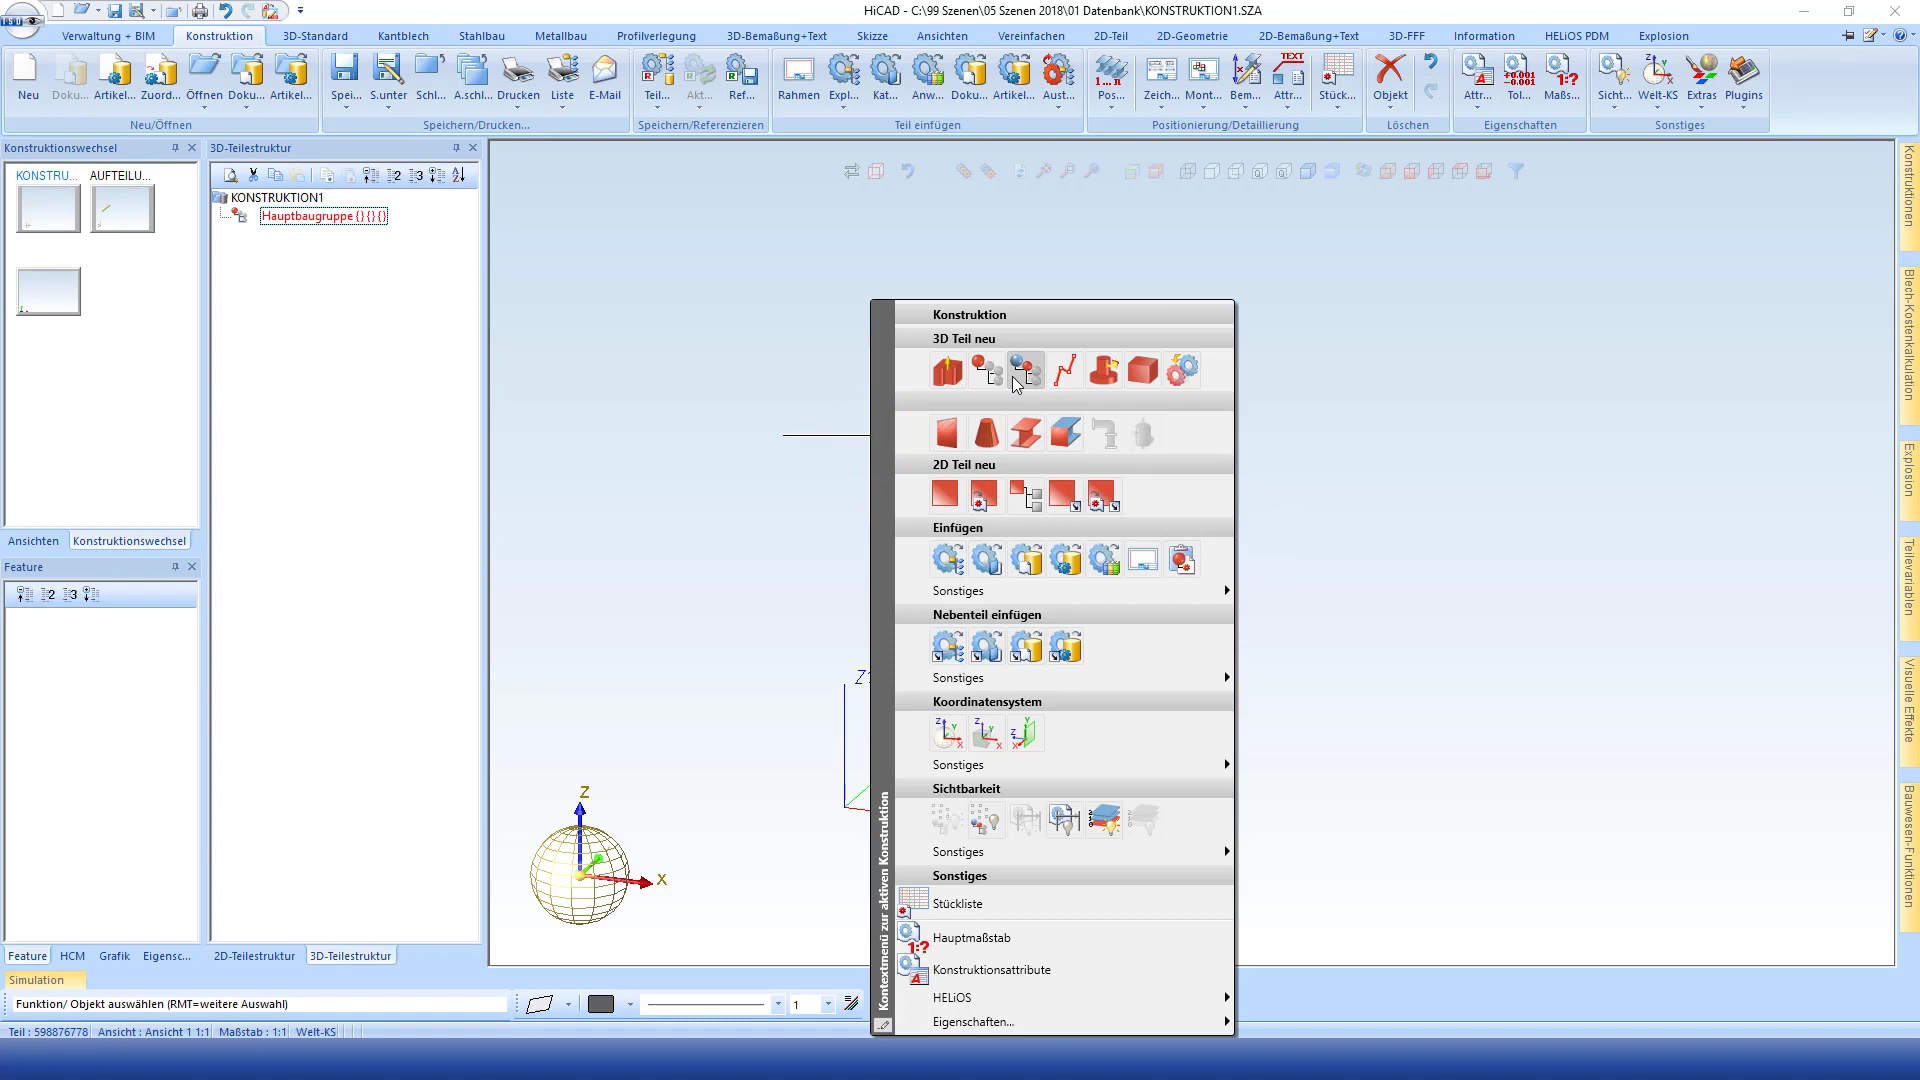 HiCAD - C:\99 Szenen\05 Szenen 2018\01 Datenbank\KONSTRUKTION1.SZA
ISD
Verwaltung + BIM Konstruktion 3D-Standard Kantblech Stahlbau Metallbau Profilverlegung 3D-Bemaßung+Text Skizze Ansichten Vereinfachen 2D-Teil 2D-Geometrie 2D-Bemaßung+Text 3D-FFF Information HELiOS PDM Explosion
Neu Doku... Artikel... Zuord... Öffnen Doku... Artikel... Spei... S.unter Schl... A.schl... Drucken Liste E-Mail Teil... Akt... Ref... Rahmen Expl... Kat... Anw... Doku... Artikel... Aust... Pos... Zeich... Mont... Bem... Attr... Stück... Objekt Attr... Tol... Maßs... Sicht... Welt-KS Extras Plugins
Neu/Öffnen Speichern/Drucken... Speichern/Referenzieren Teil einfügen Positionierung/Detaillierung Löschen Eigenschaften Sonstiges
Konstruktionswechsel
KONSTRU... AUFTEILU...
Ansichten Konstruktionswechsel
Feature
2 3
Feature HCM Grafik Eigensc...
3D-Teilestruktur
2 3
KONSTRUKTION1
Hauptbaugruppe { } { } { }
2D-Teilestruktur 3D-Teilestruktur
Z
X
Konstruktion
3D Teil neu
2D Teil neu
Einfügen
Sonstiges
Nebenteil einfügen
Sonstiges
Koordinatensystem
Sonstiges
Sichtbarkeit
Sonstiges
Sonstiges
Stückliste
Hauptmaßstab
Konstruktionsattribute
HELiOS
Eigenschaften...
Kontextmenü zur aktiven Konstruktion
Konstruktionen
Blech-Kostenkalkulation
Explosion
Teilevariablen
Visuelle Effekte
Bauwesen-Funktionen
Simulation
Funktion/ Objekt auswählen (RMT=weitere Auswahl)
1
Teil : 598876778 Ansicht : Ansicht 1 1:1 Maßstab : 1:1 Welt-KS